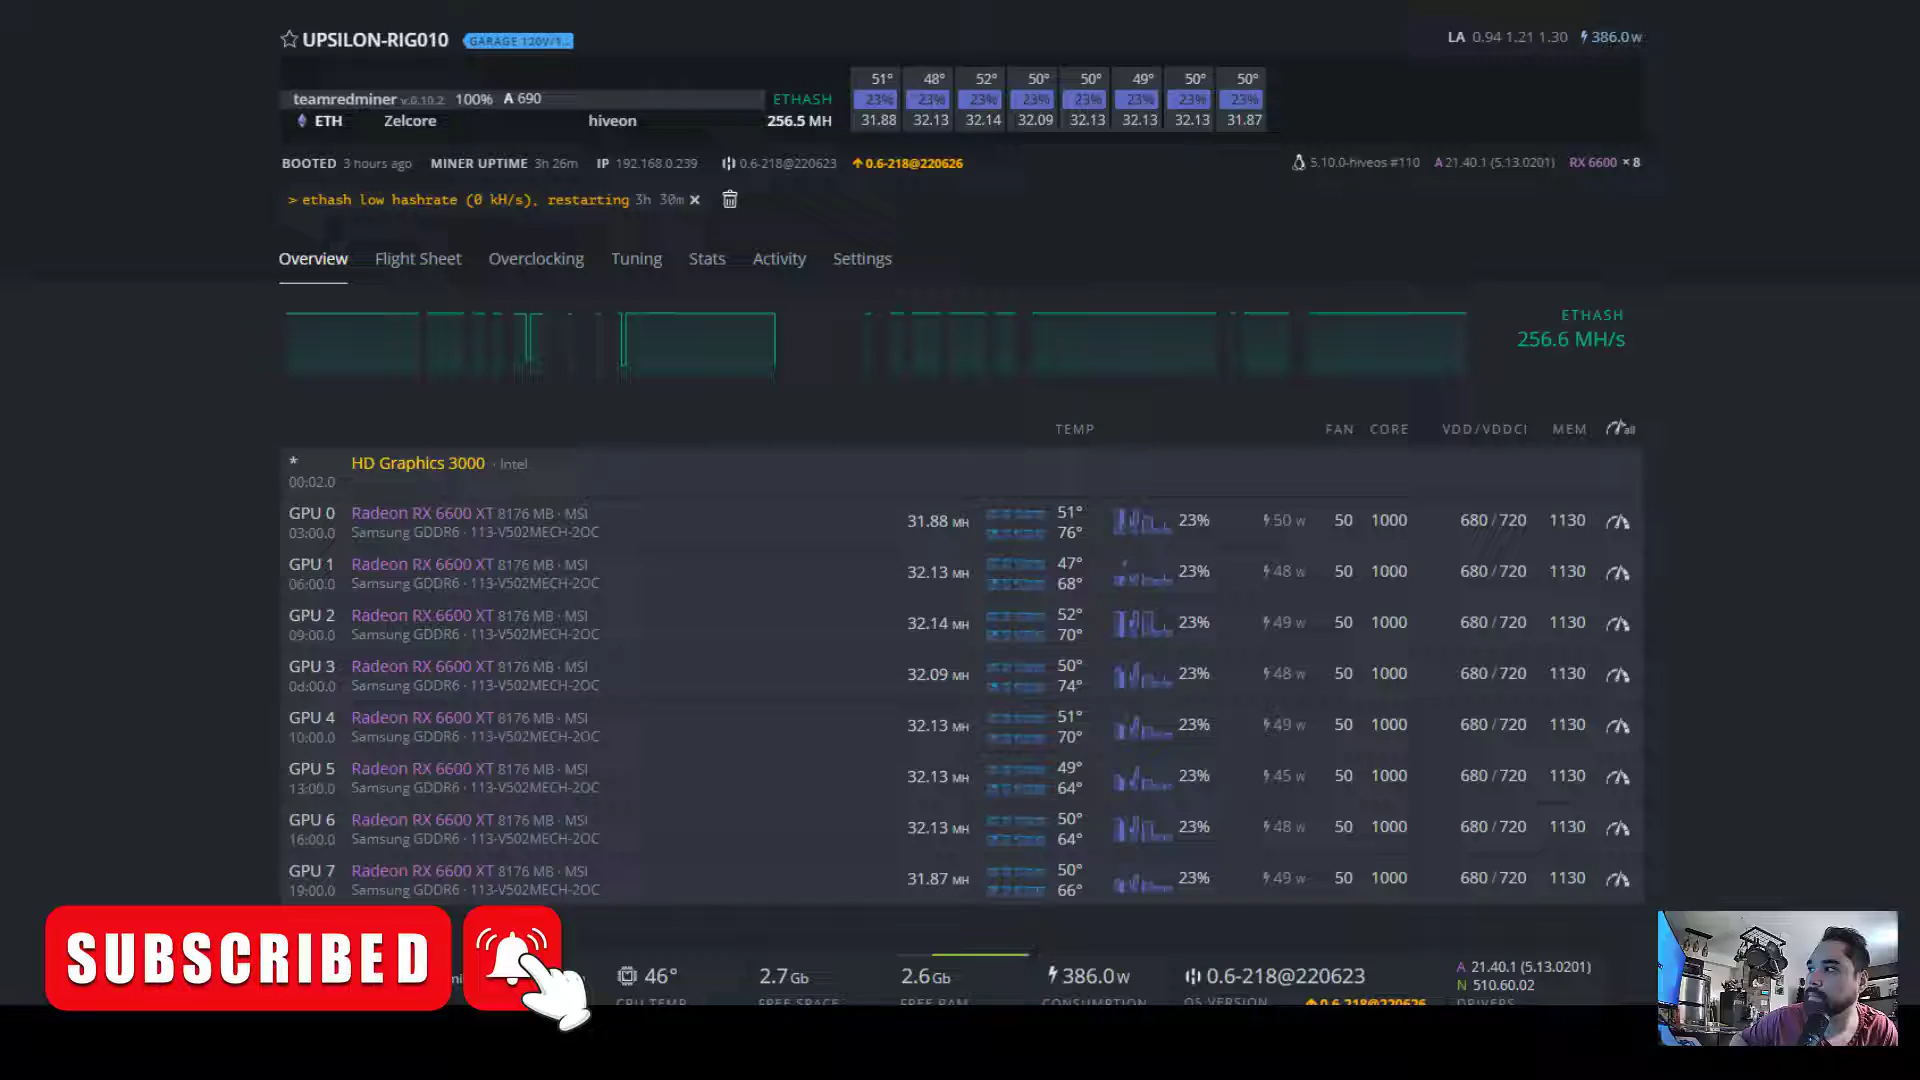 UPSILON-RIG010 GARAGE 120V/1... LA 0.94 1.21 1.30 386.0 w
51° 48° 52° 50° 50° 49° 50° 50°
teamredminer v.0.10.2 100% A 690 ETHASH 23% 23% 23% 23% 23% 23% 23% 23%
ETH Zelcore hiveon 256.5 MH 31.88 32.13 32.14 32.09 32.13 32.13 32.13 31.87
BOOTED 3 hours ago MINER UPTIME 3h 26m IP 192.168.0.239 0.6-218@220623 0.6-218@220626 5.10.0-hiveos #110 A 21.40.1 (5.13.0201) RX 6600 × 8
> ethash low hashrate (0 kH/s), restarting 3h 30m ×
Overview Flight Sheet Overclocking Tuning Stats Activity Settings
ETHASH
256.6 MH/s
TEMP FAN CORE VDD/VDDCI MEM all
* HD Graphics 3000 · Intel
00:02.0
GPU 0 Radeon RX 6600 XT 8176 MB · MSI 31.88 MH 51° 23% 50 w 50 1000 680 / 720 1130
03:00.0 Samsung GDDR6 · 113-V502MECH-2OC 76°
GPU 1 Radeon RX 6600 XT 8176 MB · MSI 32.13 MH 47° 23% 48 w 50 1000 680 / 720 1130
06:00.0 Samsung GDDR6 · 113-V502MECH-2OC 68°
GPU 2 Radeon RX 6600 XT 8176 MB · MSI 32.14 MH 52° 23% 49 w 50 1000 680 / 720 1130
09:00.0 Samsung GDDR6 · 113-V502MECH-2OC 70°
GPU 3 Radeon RX 6600 XT 8176 MB · MSI 32.09 MH 50° 23% 48 w 50 1000 680 / 720 1130
0d:00.0 Samsung GDDR6 · 113-V502MECH-2OC 74°
GPU 4 Radeon RX 6600 XT 8176 MB · MSI 32.13 MH 51° 23% 49 w 50 1000 680 / 720 1130
10:00.0 Samsung GDDR6 · 113-V502MECH-2OC 70°
GPU 5 Radeon RX 6600 XT 8176 MB · MSI 32.13 MH 49° 23% 45 w 50 1000 680 / 720 1130
13:00.0 Samsung GDDR6 · 113-V502MECH-2OC 64°
GPU 6 Radeon RX 6600 XT 8176 MB · MSI 32.13 MH 50° 23% 48 w 50 1000 680 / 720 1130
16:00.0 Samsung GDDR6 · 113-V502MECH-2OC 64°
GPU 7 Radeon RX 6600 XT 8176 MB · MSI 31.87 MH 50° 23% 49 w 50 1000 680 / 720 1130
19:00.0 Samsung GDDR6 · 113-V502MECH-2OC 66°
SUBSCRIBED
46° 2.7 Gb 2.6 Gb 386.0 w 0.6-218@220623 A 21.40.1 (5.13.0201)
N 510.60.02
CPU TEMP FREE SPACE FREE RAM CONSUMPTION OS VERSION 0.6-218@220626 DRIVERS